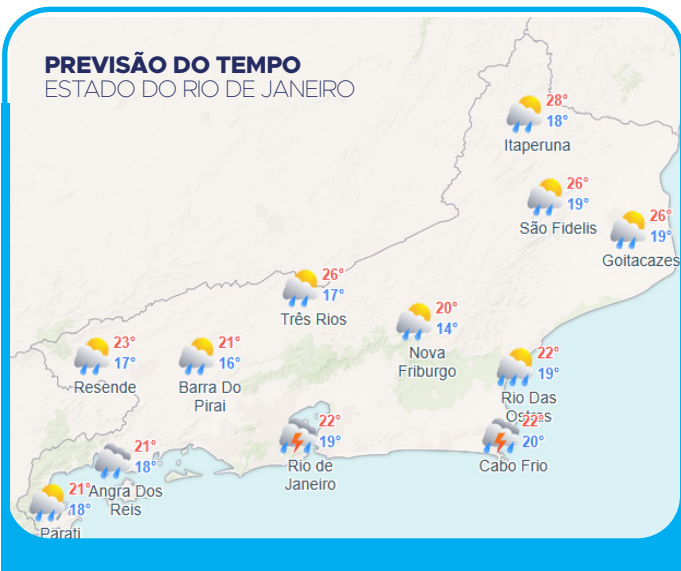 PREVISÃO DO TEMPO
ESTADO DO RIO DE JANEIRO
28°
18°
Itaperuna
26°
19°
São Fidelis
26°
19°
Goitacazes
26°
17°
Três Rios
20°
14°
Nova
Friburgo
23°
17°
Resende
21°
16°
Barra Do
Pirai
22°
19°
Rio Das
Ostras
22°
19°
Rio de
Janeiro
22°
20°
Cabo Frio
21°
18°
Angra Dos
Reis
21°
18°
Parati